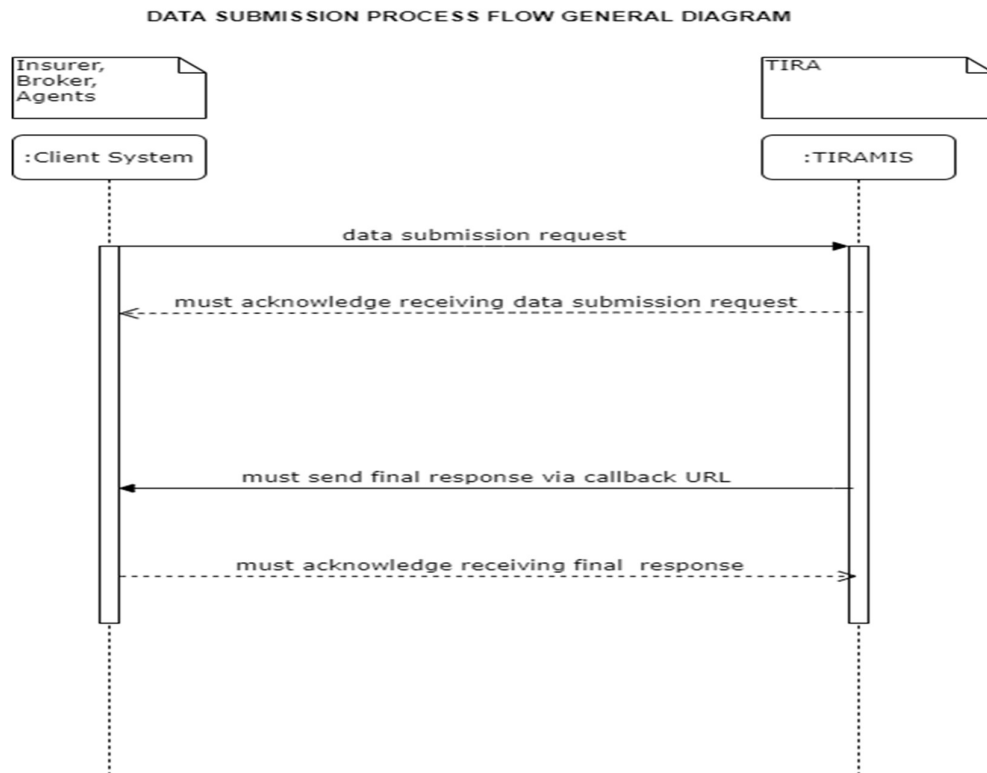 DATA SUBMISSION PROCESS FLOW GENERAL DIAGRAM
Insurer,
Broker,
Agents
TIRA
:Client System
:TIRAMIS
data submission request
must acknowledge receiving data submission request
must send final response via callback URL
must acknowledge receiving final  response